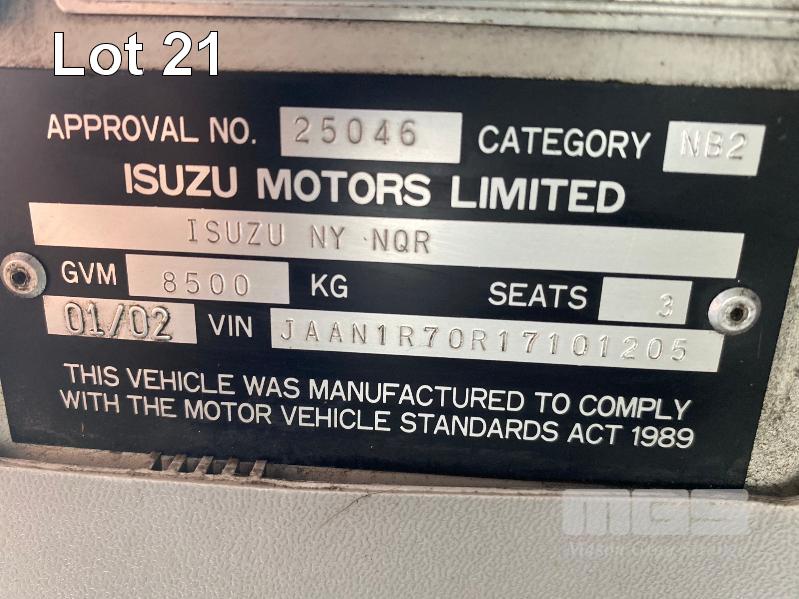 Lot 21
APPROVAL NO. 25046 CATEGORY NB2
ISUZU MOTORS LIMITED
ISUZU NY NQR
GVM 8500 KG SEATS 3
01/02 VIN JAAN1R70R17101205
THIS VEHICLE WAS MANUFACTURED TO COMPLY
WITH THE MOTOR VEHICLE STANDARDS ACT 1989
MGS